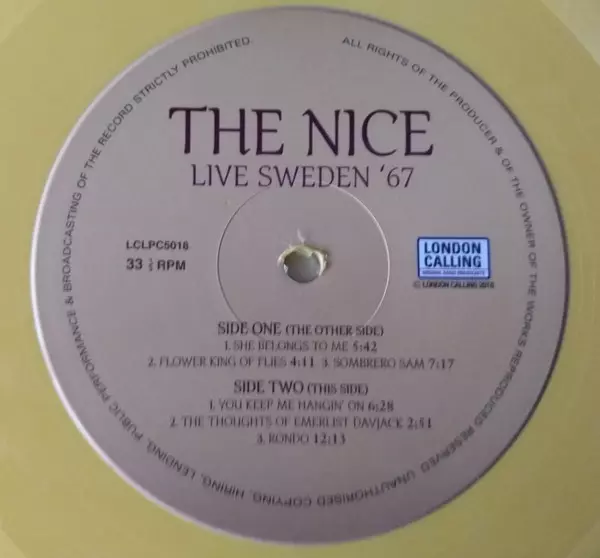 ALL RIGHTS OF THE PRODUCER & OF THE OWNER OF THE WORKS REPRODUCED RESERVED UNAUTHORISED COPYING, HIRING, LENDING, PUBLIC PERFORMANCE & BROADCASTING OF THE RECORD STRICTLY PROHIBITED.
THE NICE
LIVE SWEDEN '67
LCLPC5018
33 1/3 RPM
LONDON
CALLING
© LONDON CALLING
SIDE ONE (THE OTHER SIDE)
1. SHE BELONGS TO ME 5:42
2. FLOWER KING OF FLIES 4:11 3. SOMBRERO SAM 7:17
SIDE TWO (THIS SIDE)
1. YOU KEEP ME HANGIN' ON 6:28
2. THE THOUGHTS OF EMERLIST DAVJACK 2:51
3. RONDO 12:13